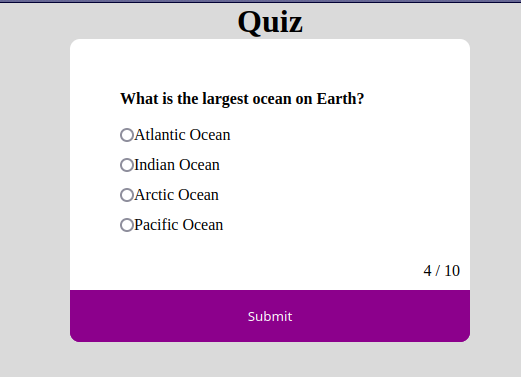 Quiz
What is the largest ocean on Earth?
Atlantic Ocean
Indian Ocean
Arctic Ocean
Pacific Ocean
4 / 10
Submit